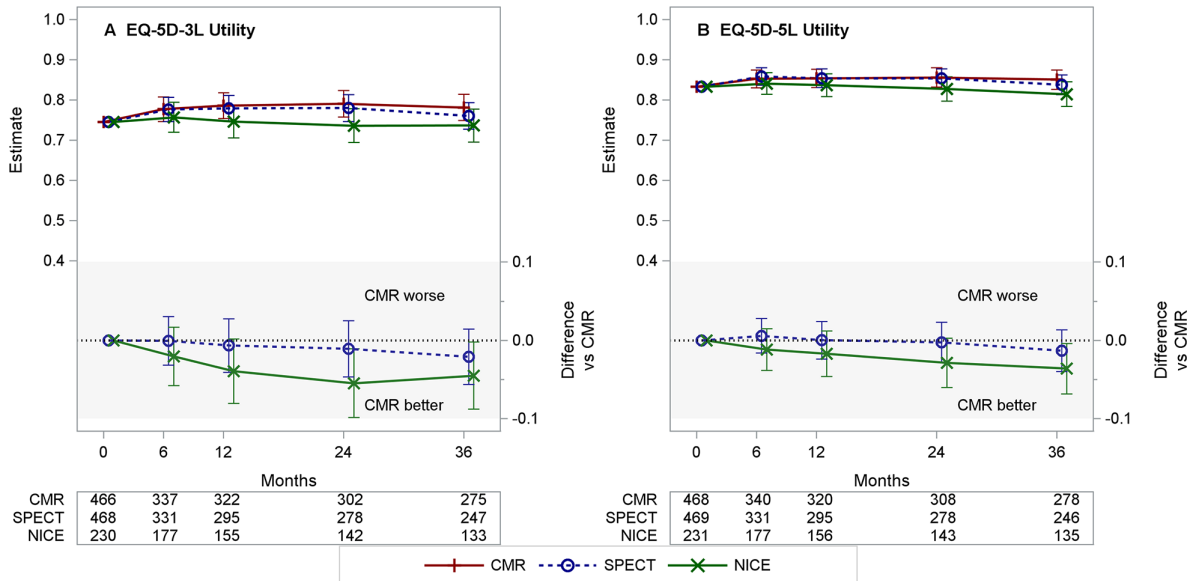 A EQ-5D-3L Utility
1.0
0.9
0.8
0.7
0.6
0.5
0.4
Estimate
CMR worse
CMR better
0.1
0.0
-0.1
Difference
vs CMR
0 6 12 24 36
Months
CMR 466 337 322 302 275
SPECT 468 331 295 278 247
NICE 230 177 155 142 133
B EQ-5D-5L Utility
1.0
0.9
0.8
0.7
0.6
0.5
0.4
Estimate
CMR worse
CMR better
0.1
0.0
-0.1
Difference
vs CMR
0 6 12 24 36
Months
CMR 468 340 320 308 278
SPECT 469 331 295 278 246
NICE 231 177 156 143 135
CMR SPECT NICE